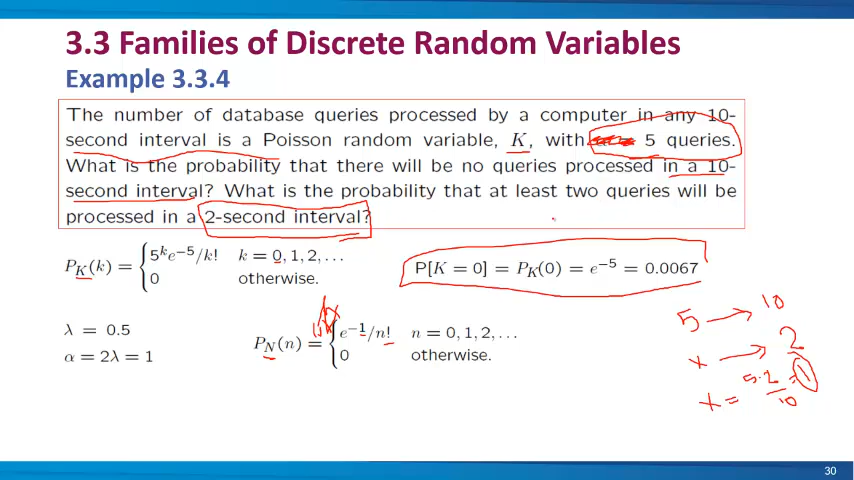 3.3 Families of Discrete Random Variables
Example 3.3.4
The number of database queries processed by a computer in any 10-
second interval is a Poisson random variable, K, with 5 queries.
What is the probability that there will be no queries processed in a 10-
second interval? What is the probability that at least two queries will be
processed in a 2-second interval?
P_K(k) = { 5^k e^{-5}/k! k = 0, 1, 2, . . .
0 otherwise.
P[K = 0] = P_K(0) = e^{-5} = 0.0067
λ = 0.5
α = 2λ = 1
P_N(n) = { e^{-1}/n! n = 0, 1, 2, . . .
0 otherwise.
5 → 10
x → 2
x = 5·2/10 = 1
30